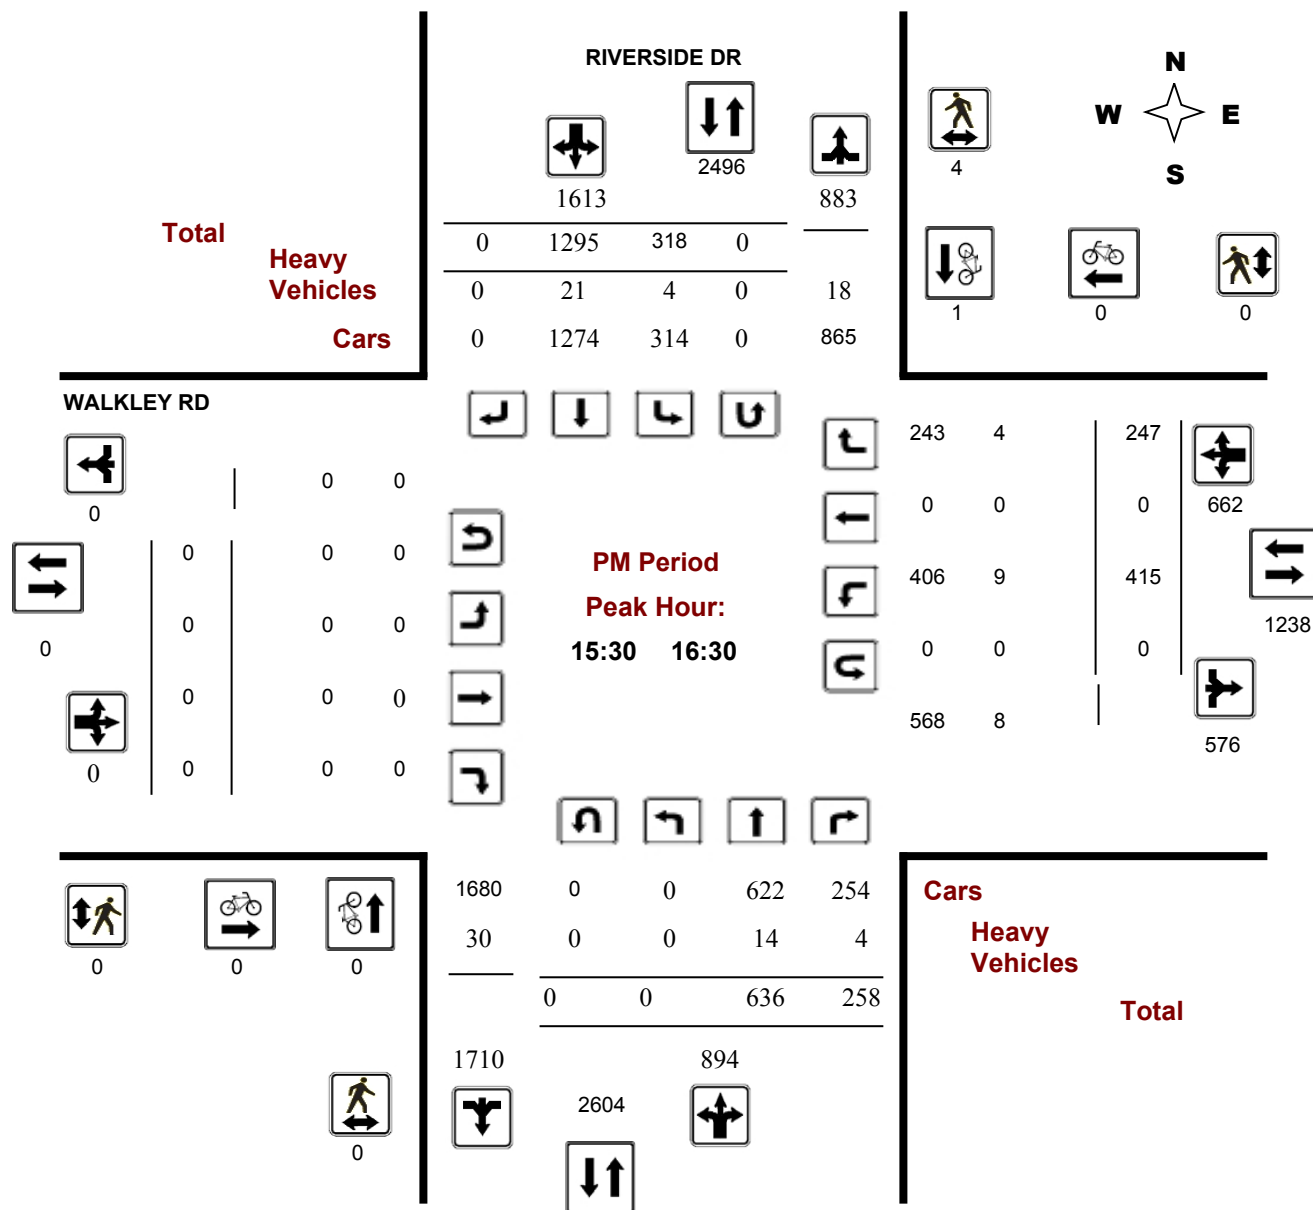 RIVERSIDE DR
N
W E
S
2496
4
1613 883
Total
0 1295 318 0
Heavy
Vehicles
0 21 4 0 18
1 0 0
Cars
0 1274 314 0 865
WALKLEY RD
243 4 247
0 0
0
0 0 0 662
0 0 0
PM Period
406 9 415
Peak Hour:
0 0 0
1238
15:30 16:30
0
0 0 0
0 0 0
568 8
576
0
0 0 0
1680 0 0 622 254
Cars
30 0 0 14 4
Heavy
Vehicles
0 0 0
0 0 636 258
Total
1710 894
2604
0